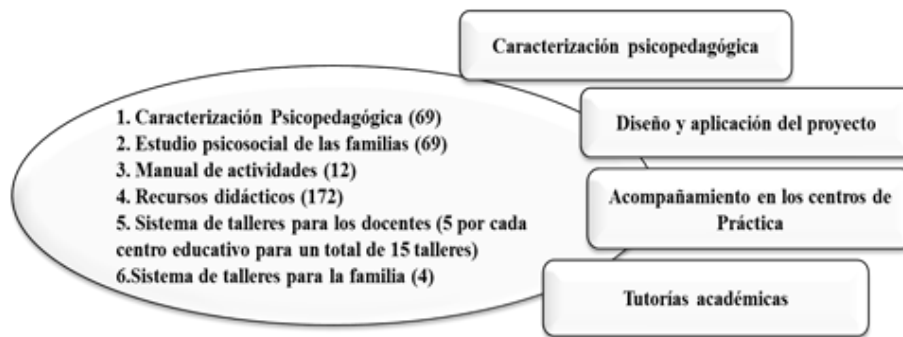 Caracterización psicopedagógica
1. Caracterización Psicopedagógica (69)
2. Estudio psicosocial de las familias (69)
3. Manual de actividades (12)
4. Recursos didácticos (172)
5. Sistema de talleres para los docentes (5 por cada
centro educativo para un total de 15 talleres)
6.Sistema de talleres para la familia (4)
Diseño y aplicación del proyecto
Acompañamiento en los centros de
Práctica
Tutorías académicas